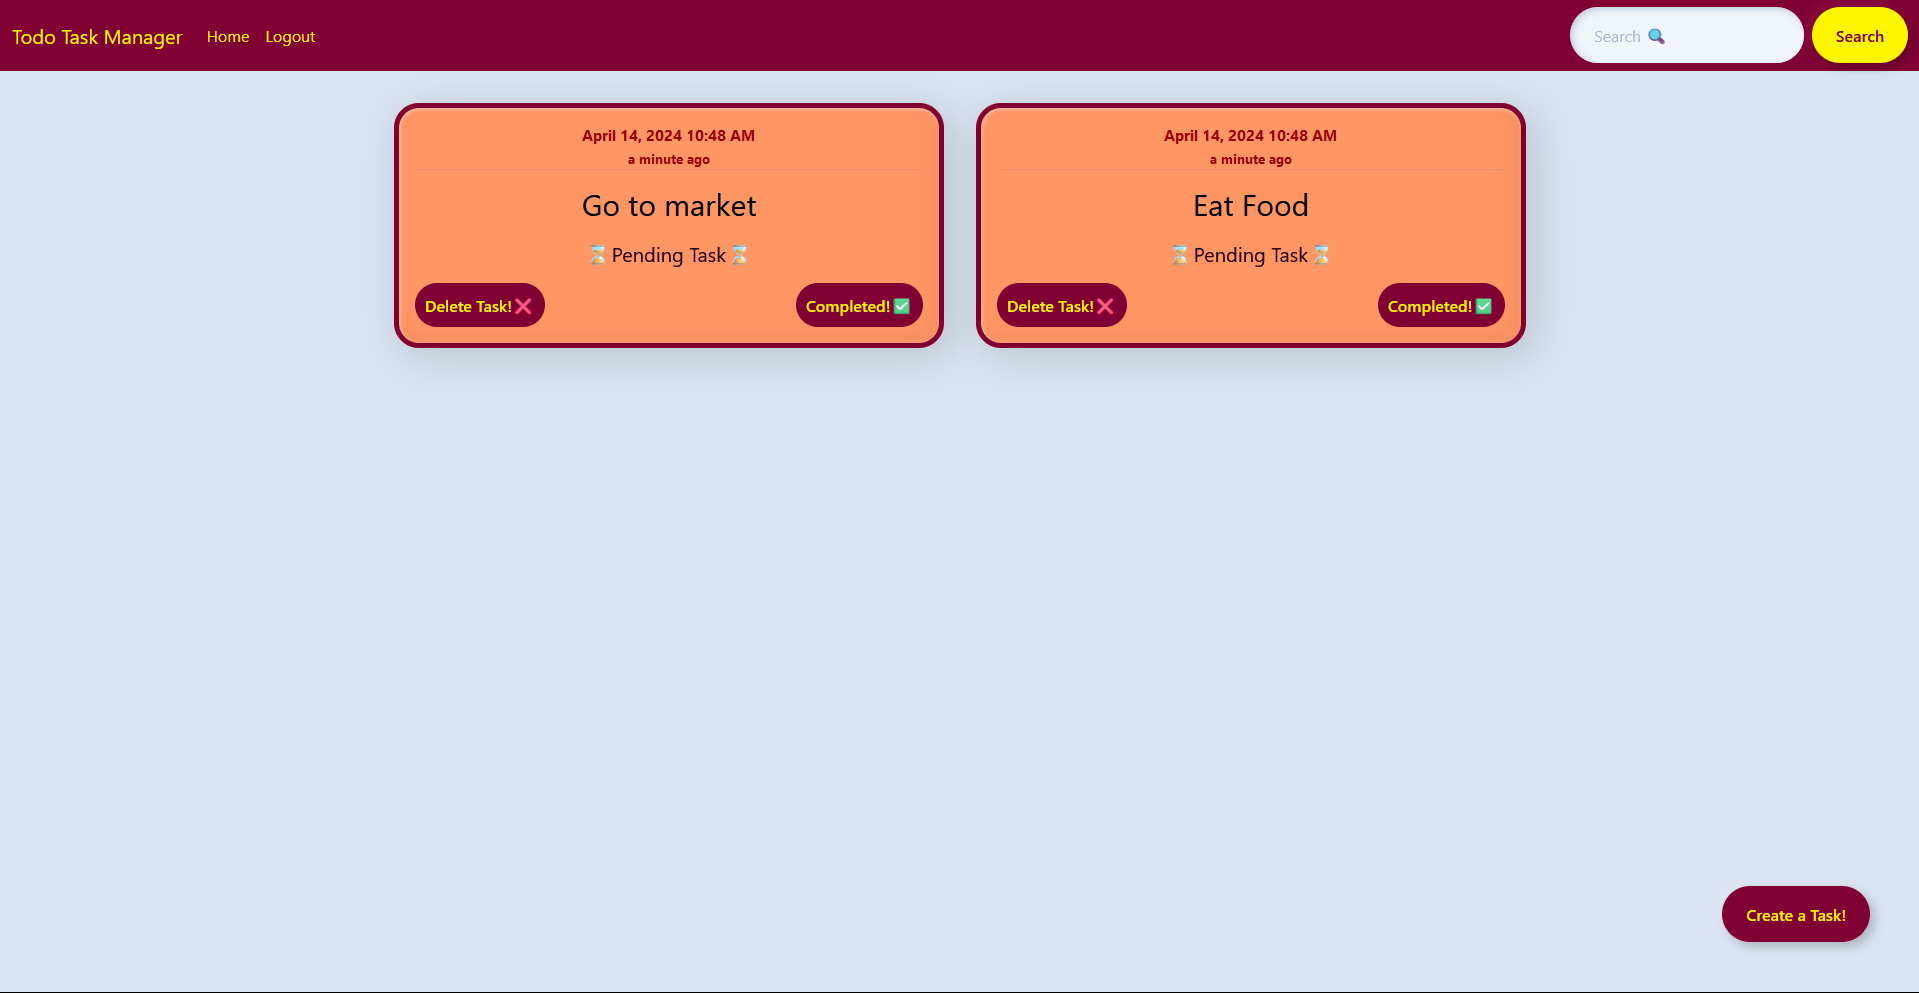 Todo Task Manager Home Logout Search 🔍 Search
April 14, 2024 10:48 AM
a minute ago
Go to market
⌛Pending Task⌛
Delete Task!❌ Completed!✅
April 14, 2024 10:48 AM
a minute ago
Eat Food
⌛Pending Task⌛
Delete Task!❌ Completed!✅
Create a Task!